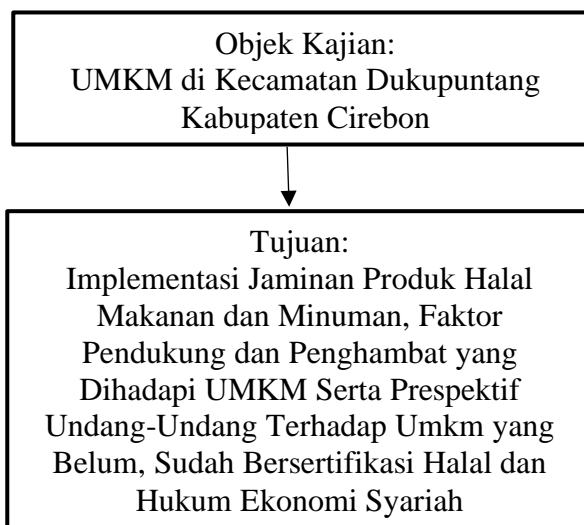 Objek Kajian:
UMKM di Kecamatan Dukupuntang
Kabupaten Cirebon
Tujuan:
Implementasi Jaminan Produk Halal
Makanan dan Minuman, Faktor
Pendukung dan Penghambat yang
Dihadapi UMKM Serta Prespektif
Undang-Undang Terhadap Umkm yang
Belum, Sudah Bersertifikasi Halal dan
Hukum Ekonomi Syariah